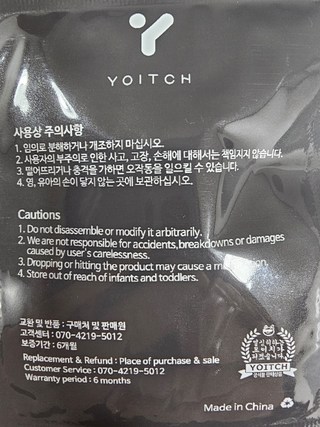 YOITCH
사용상 주의사항
1. 임의로 분해하거나 개조하지 마십시오.
2. 사용자의 부주의로 인한 사고, 고장, 손해에 대해서는 책임지지 않습니다.
3. 떨어뜨리거나 충격을 가하면 오작동을 일으킬 수 있습니다.
4. 영, 유아의 손이 닿지 않는 곳에 보관하십시오.
Cautions
1. Do not disassemble or modify it arbitrarily.
2. We are not responsible for accidents, breakdowns or damages
caused by user's carelessness.
3. Dropping or hitting the product may cause a
4. Store out of reach of infants and toddlers.
교환 및 반품 : 구매처 및 판매원
고객센터 : 070-4219-5012
보증기간 : 6개월
Replacement & Refund : Place of purchase & sale
Customer Service : 070-4219-5012
Warranty period : 6 months
YOITCH
Made in China